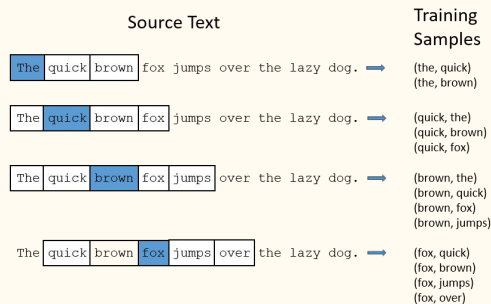 Source Text
Training
Samples
The quick brown fox jumps over the lazy dog.
(the, quick)
(the, brown)
The quick brown fox jumps over the lazy dog.
(quick, the)
(quick, brown)
(quick, fox)
The quick brown fox jumps over the lazy dog.
(brown, the)
(brown, quick)
(brown, fox)
(brown, jumps)
The quick brown fox jumps over the lazy dog.
(fox, quick)
(fox, brown)
(fox, jumps)
(fox, over)